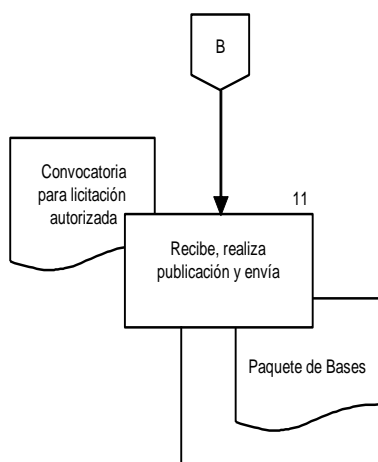 B
Convocatoria
para licitación
autorizada
11
Recibe, realiza
publicación y envía
Paquete de Bases